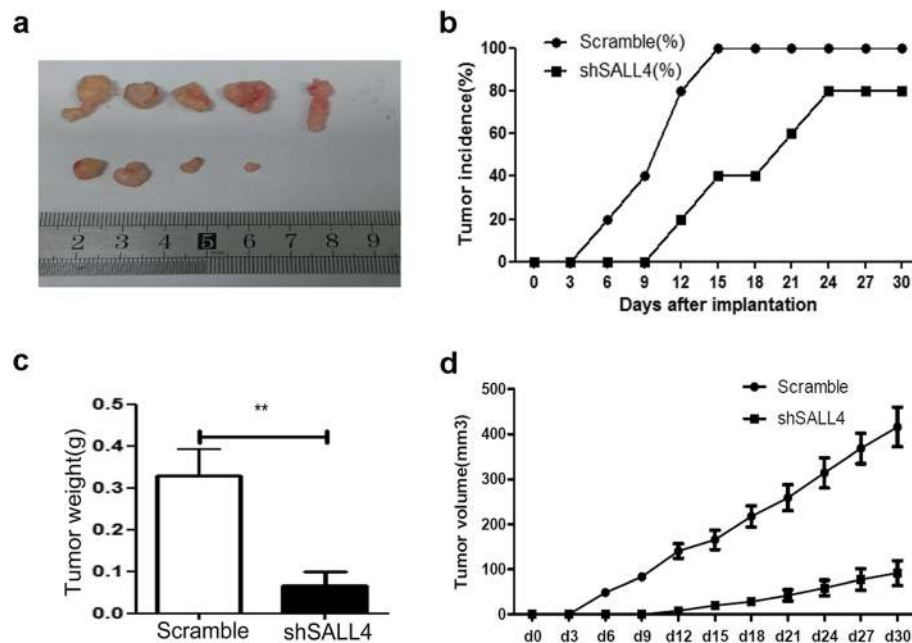 a
2 3 4 5 6 7 8 9
b
Scramble(%)
shSALL4(%)
Tumor incidence(%)
100
80
60
40
20
0
0 3 6 9 12 15 18 21 24 27 30
Days after implantation
c
**
Tumor weight(g)
0.5
0.4
0.3
0.2
0.1
0.0
Scramble shSALL4
d
Scramble
shSALL4
Tumor volume(mm3)
500
400
300
200
100
0
d0 d3 d6 d9 d12 d15 d18 d21 d24 d27 d30